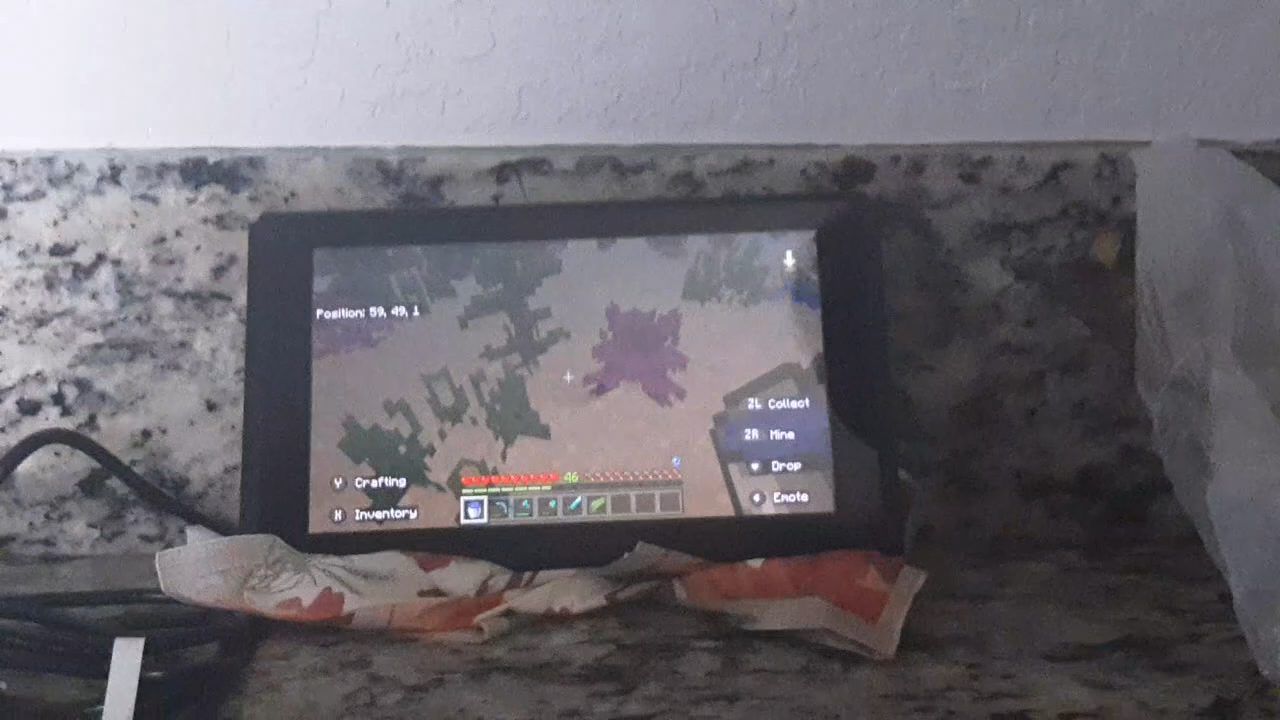 Position: 59, 49, 1
ZL Collect
ZR Mine
Drop
Emote
46
Y Crafting
X Inventory